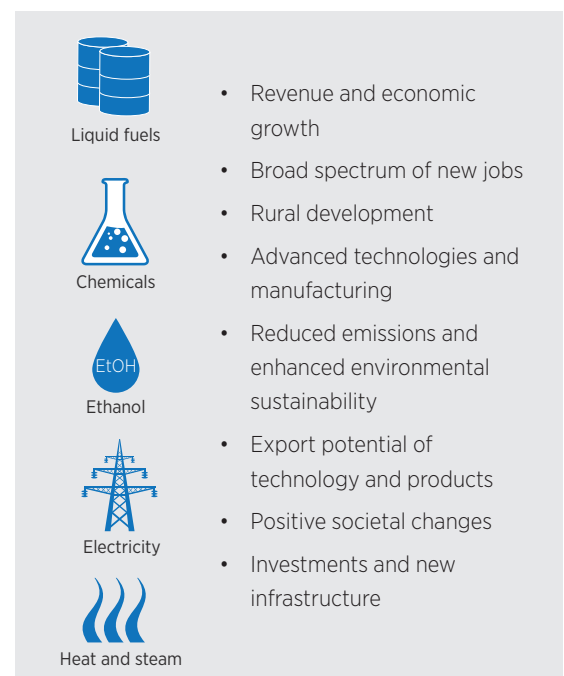 Liquid fuels
Chemicals
EtOH
Ethanol
Electricity
Heat and steam
• Revenue and economic
growth
• Broad spectrum of new jobs
• Rural development
• Advanced technologies and
manufacturing
• Reduced emissions and
enhanced environmental
sustainability
• Export potential of
technology and products
• Positive societal changes
• Investments and new
infrastructure